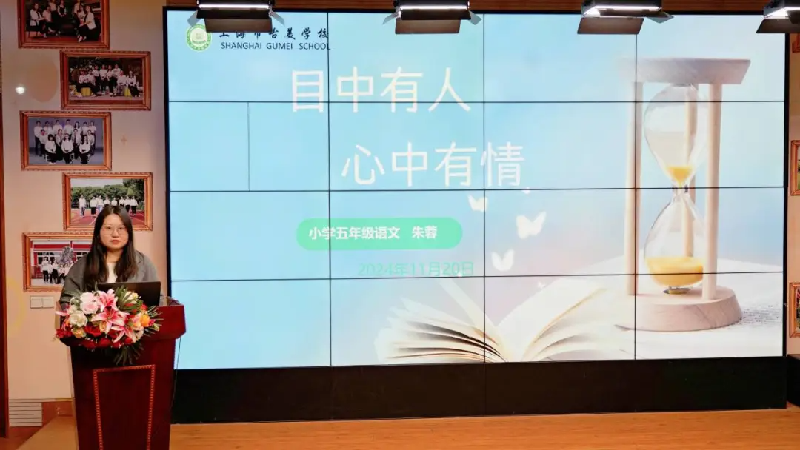 上海市古美学校
SHANGHAI GUMEI SCHOOL
目中有人
心中有情
小学五年级语文 朱蓉
2024年11月20日